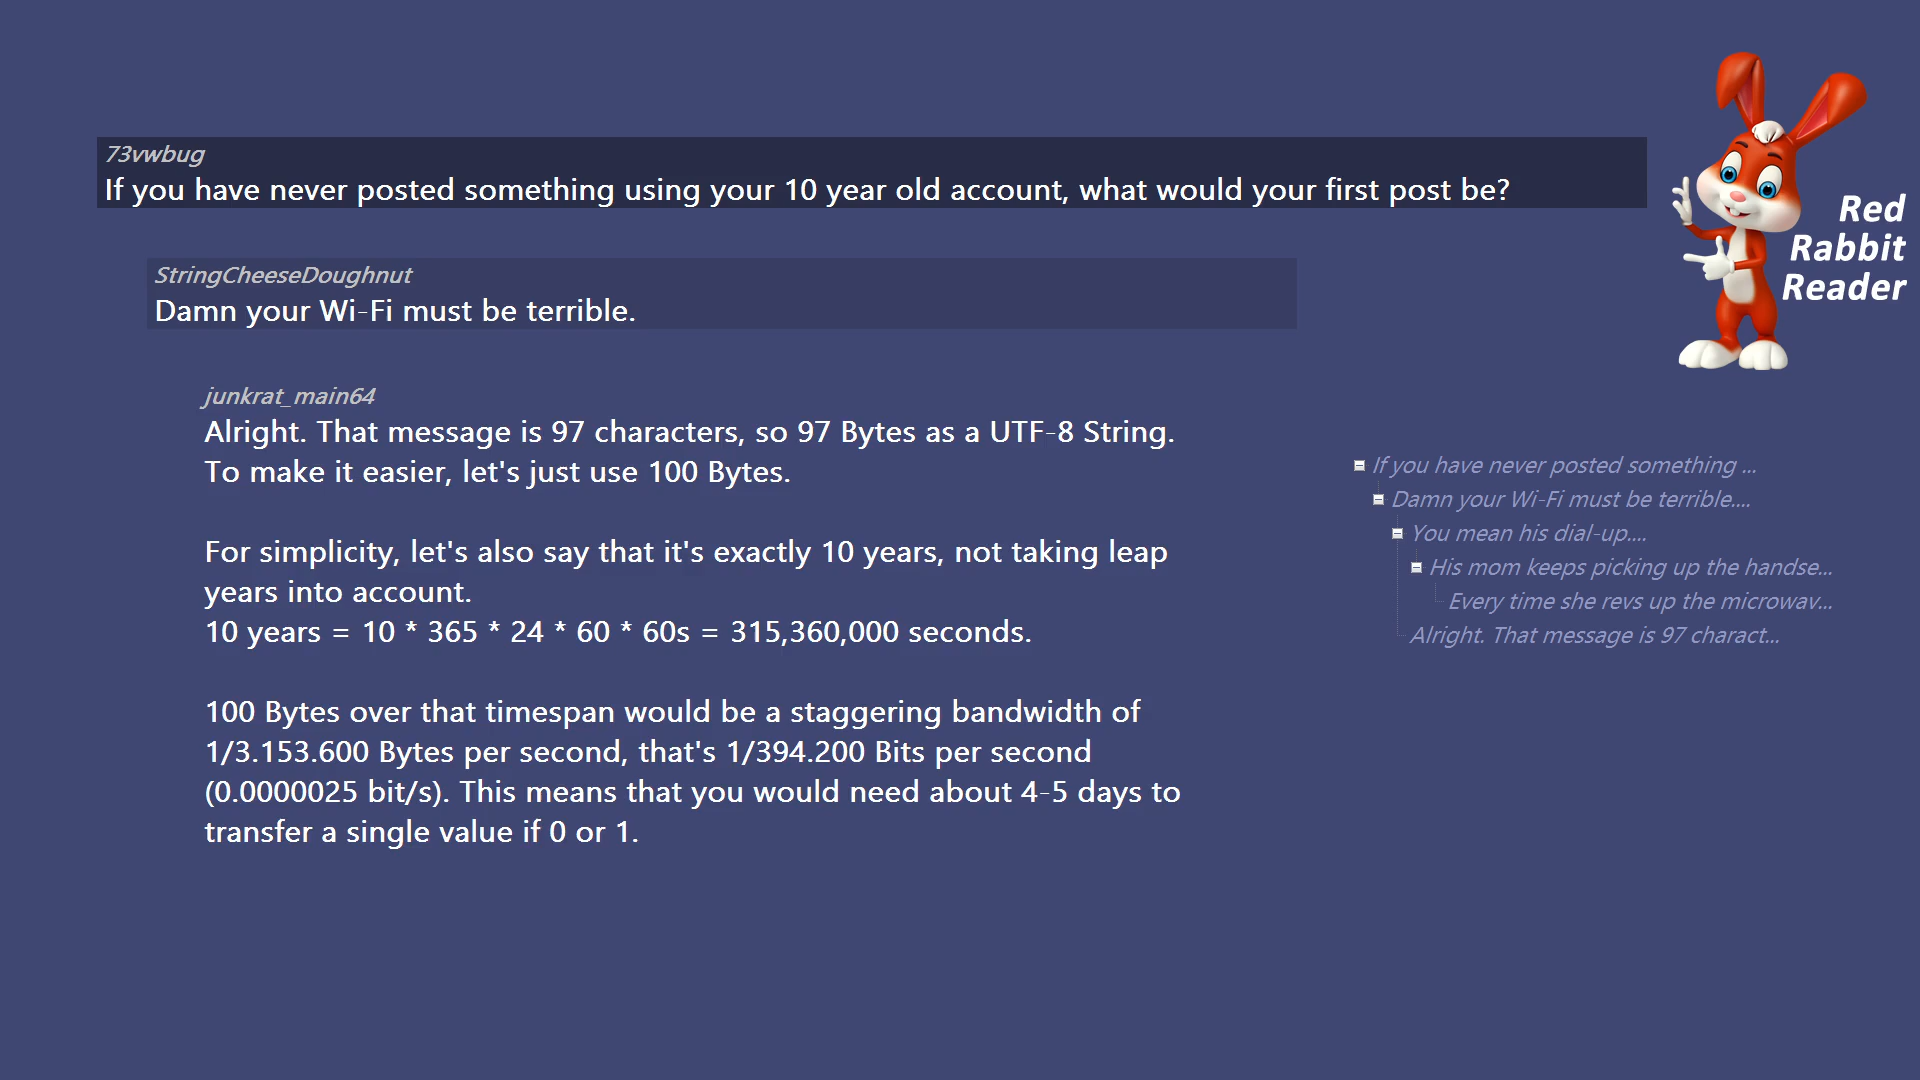 73vwbug
If you have never posted something using your 10 year old account, what would your first post be?
StringCheeseDoughnut
Damn your Wi-Fi must be terrible.
junkrat_main64
Alright. That message is 97 characters, so 97 Bytes as a UTF-8 String.
To make it easier, let's just use 100 Bytes.
For simplicity, let's also say that it's exactly 10 years, not taking leap
years into account.
10 years = 10 * 365 * 24 * 60 * 60s = 315,360,000 seconds.
100 Bytes over that timespan would be a staggering bandwidth of
1/3.153.600 Bytes per second, that's 1/394.200 Bits per second
(0.0000025 bit/s). This means that you would need about 4-5 days to
transfer a single value if 0 or 1.
Red
Rabbit
Reader
If you have never posted something ...
Damn your Wi-Fi must be terrible....
You mean his dial-up....
His mom keeps picking up the handse...
Every time she revs up the microwav...
Alright. That message is 97 charact...